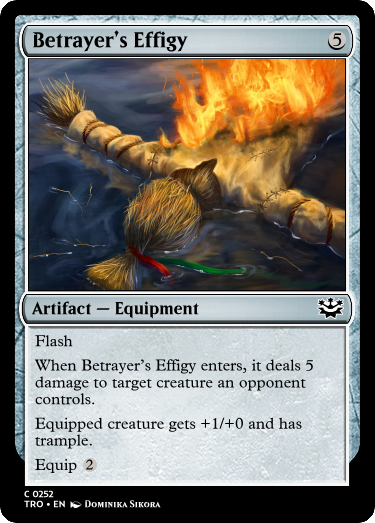 Betrayer's Effigy 5
Artifact — Equipment
Flash
When Betrayer's Effigy enters, it deals 5
damage to target creature an opponent
controls.
Equipped creature gets +1/+0 and has
trample.
Equip 2
C 0252
TRO • EN Dominika Sikora